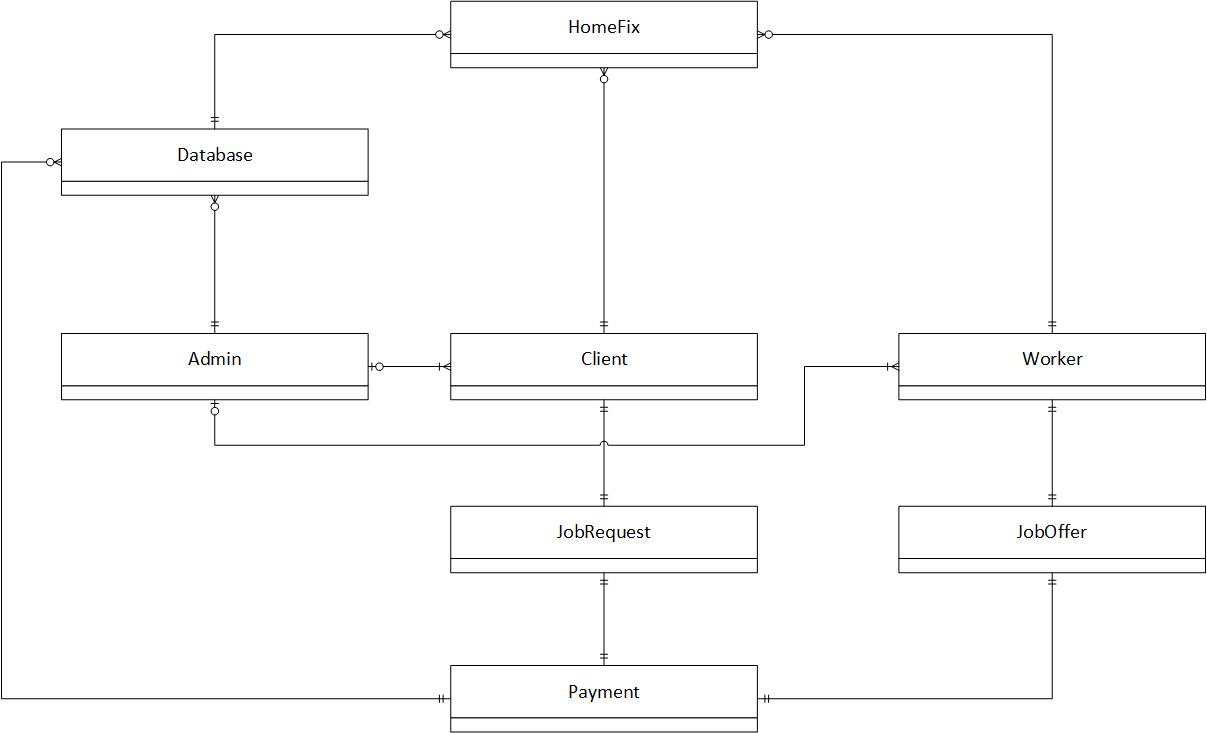 HomeFix
Database
Admin
Client
Worker
JobRequest
JobOffer
Payment